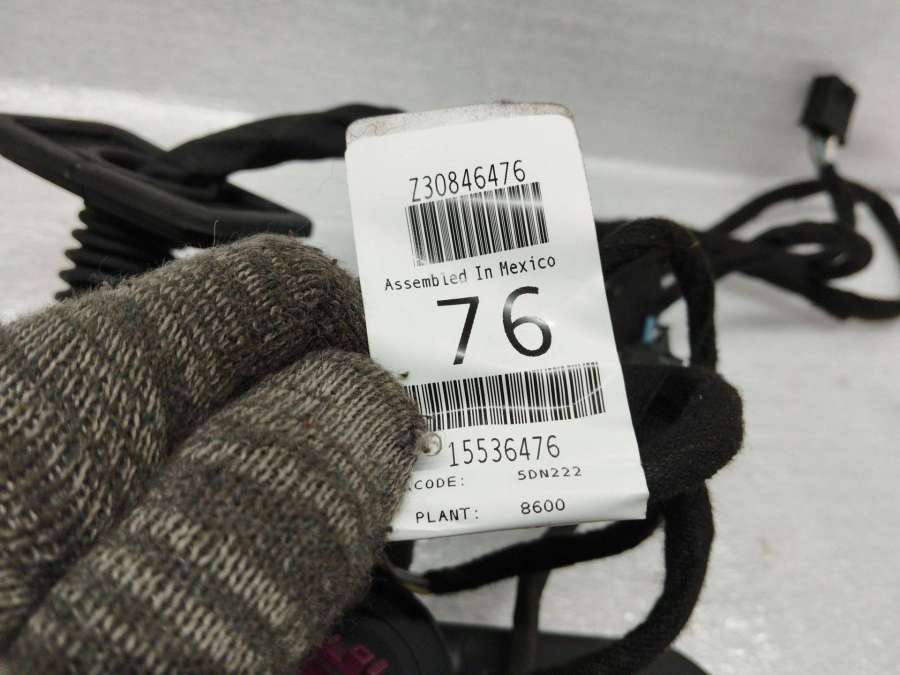 Z30846476
Assembled In Mexico
76
15536476
CODE: 5DN222
PLANT: 8600